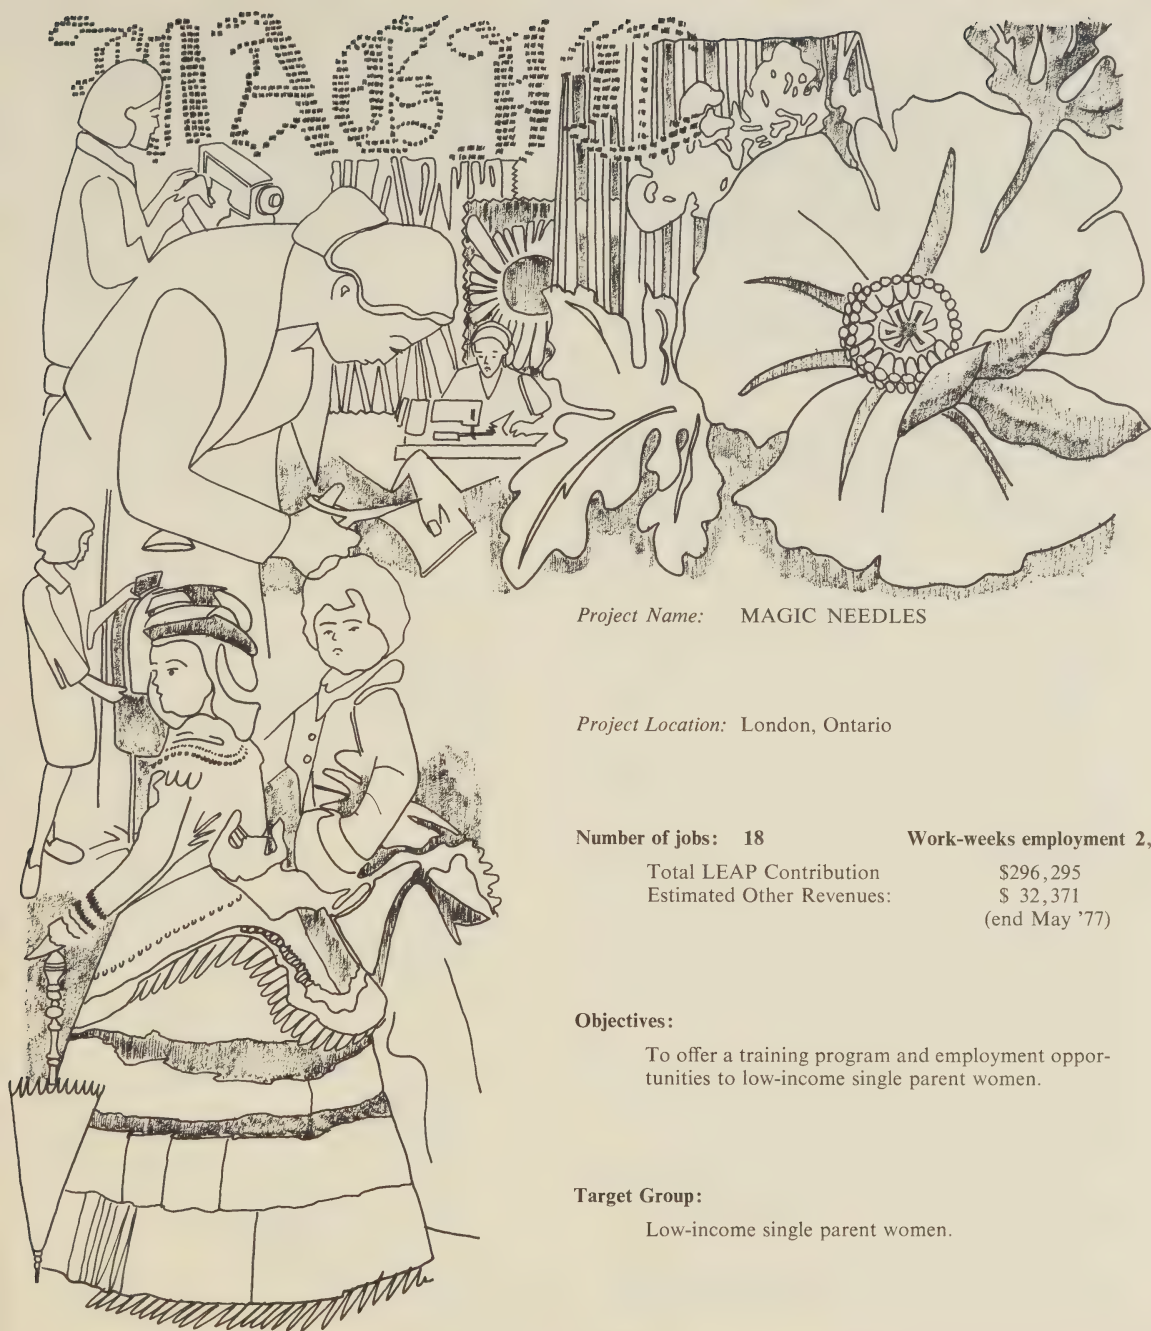 MAGIC
Project Name: MAGIC NEEDLES
Project Location: London, Ontario
Number of jobs: 18 Work-weeks employment 2,
Total LEAP Contribution $296,295
Estimated Other Revenues: $ 32,371
(end May '77)
Objectives:
To offer a training program and employment oppor-
tunities to low-income single parent women.
Target Group:
Low-income single parent women.